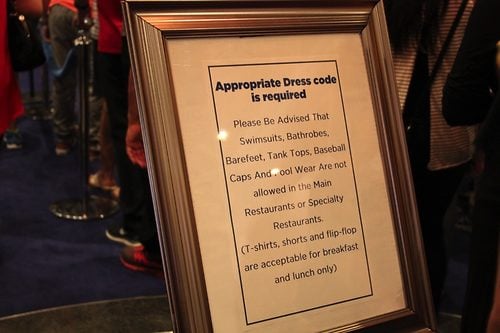 Appropriate Dress code
is required
Please Be Advised That
Swimsuits, Bathrobes,
Barefeet, Tank Tops, Baseball
Caps And Pool Wear Are not
allowed in the Main
Restaurants or Specialty
Restaurants.
(T-shirts, shorts and flip-flop
are acceptable for breakfast
and lunch only)